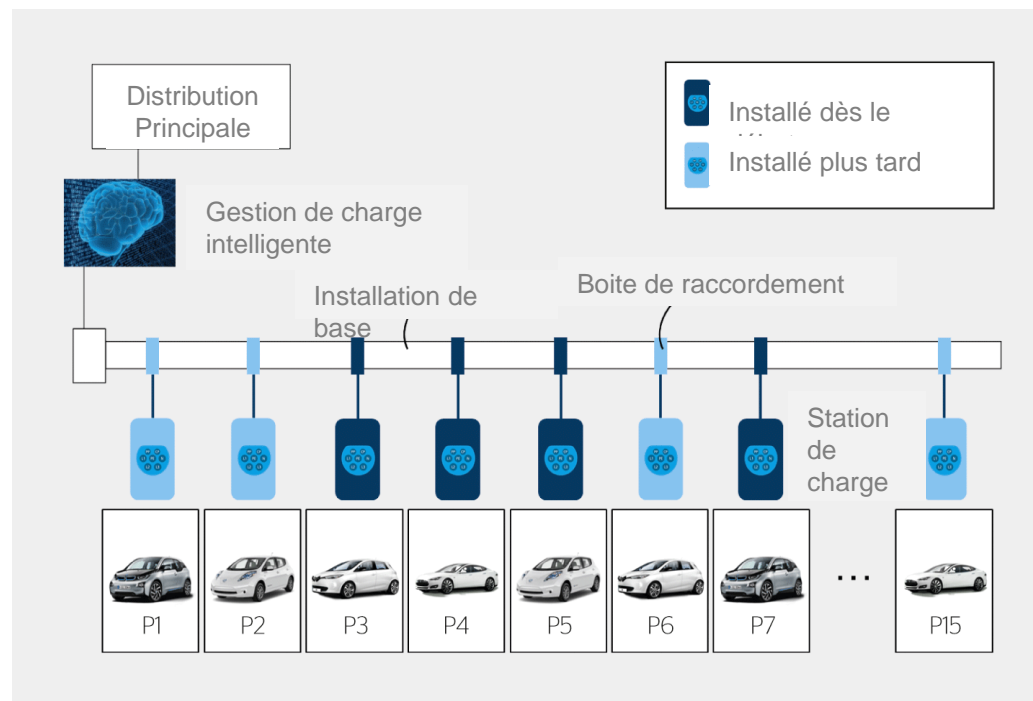 Distribution
Principale
Installé dès le
Installé plus tard
Gestion de charge
intelligente
Installation de
base
Boite de raccordement
Station
de
charge
P1
P2
P3
P4
P5
P6
P7
...
P15